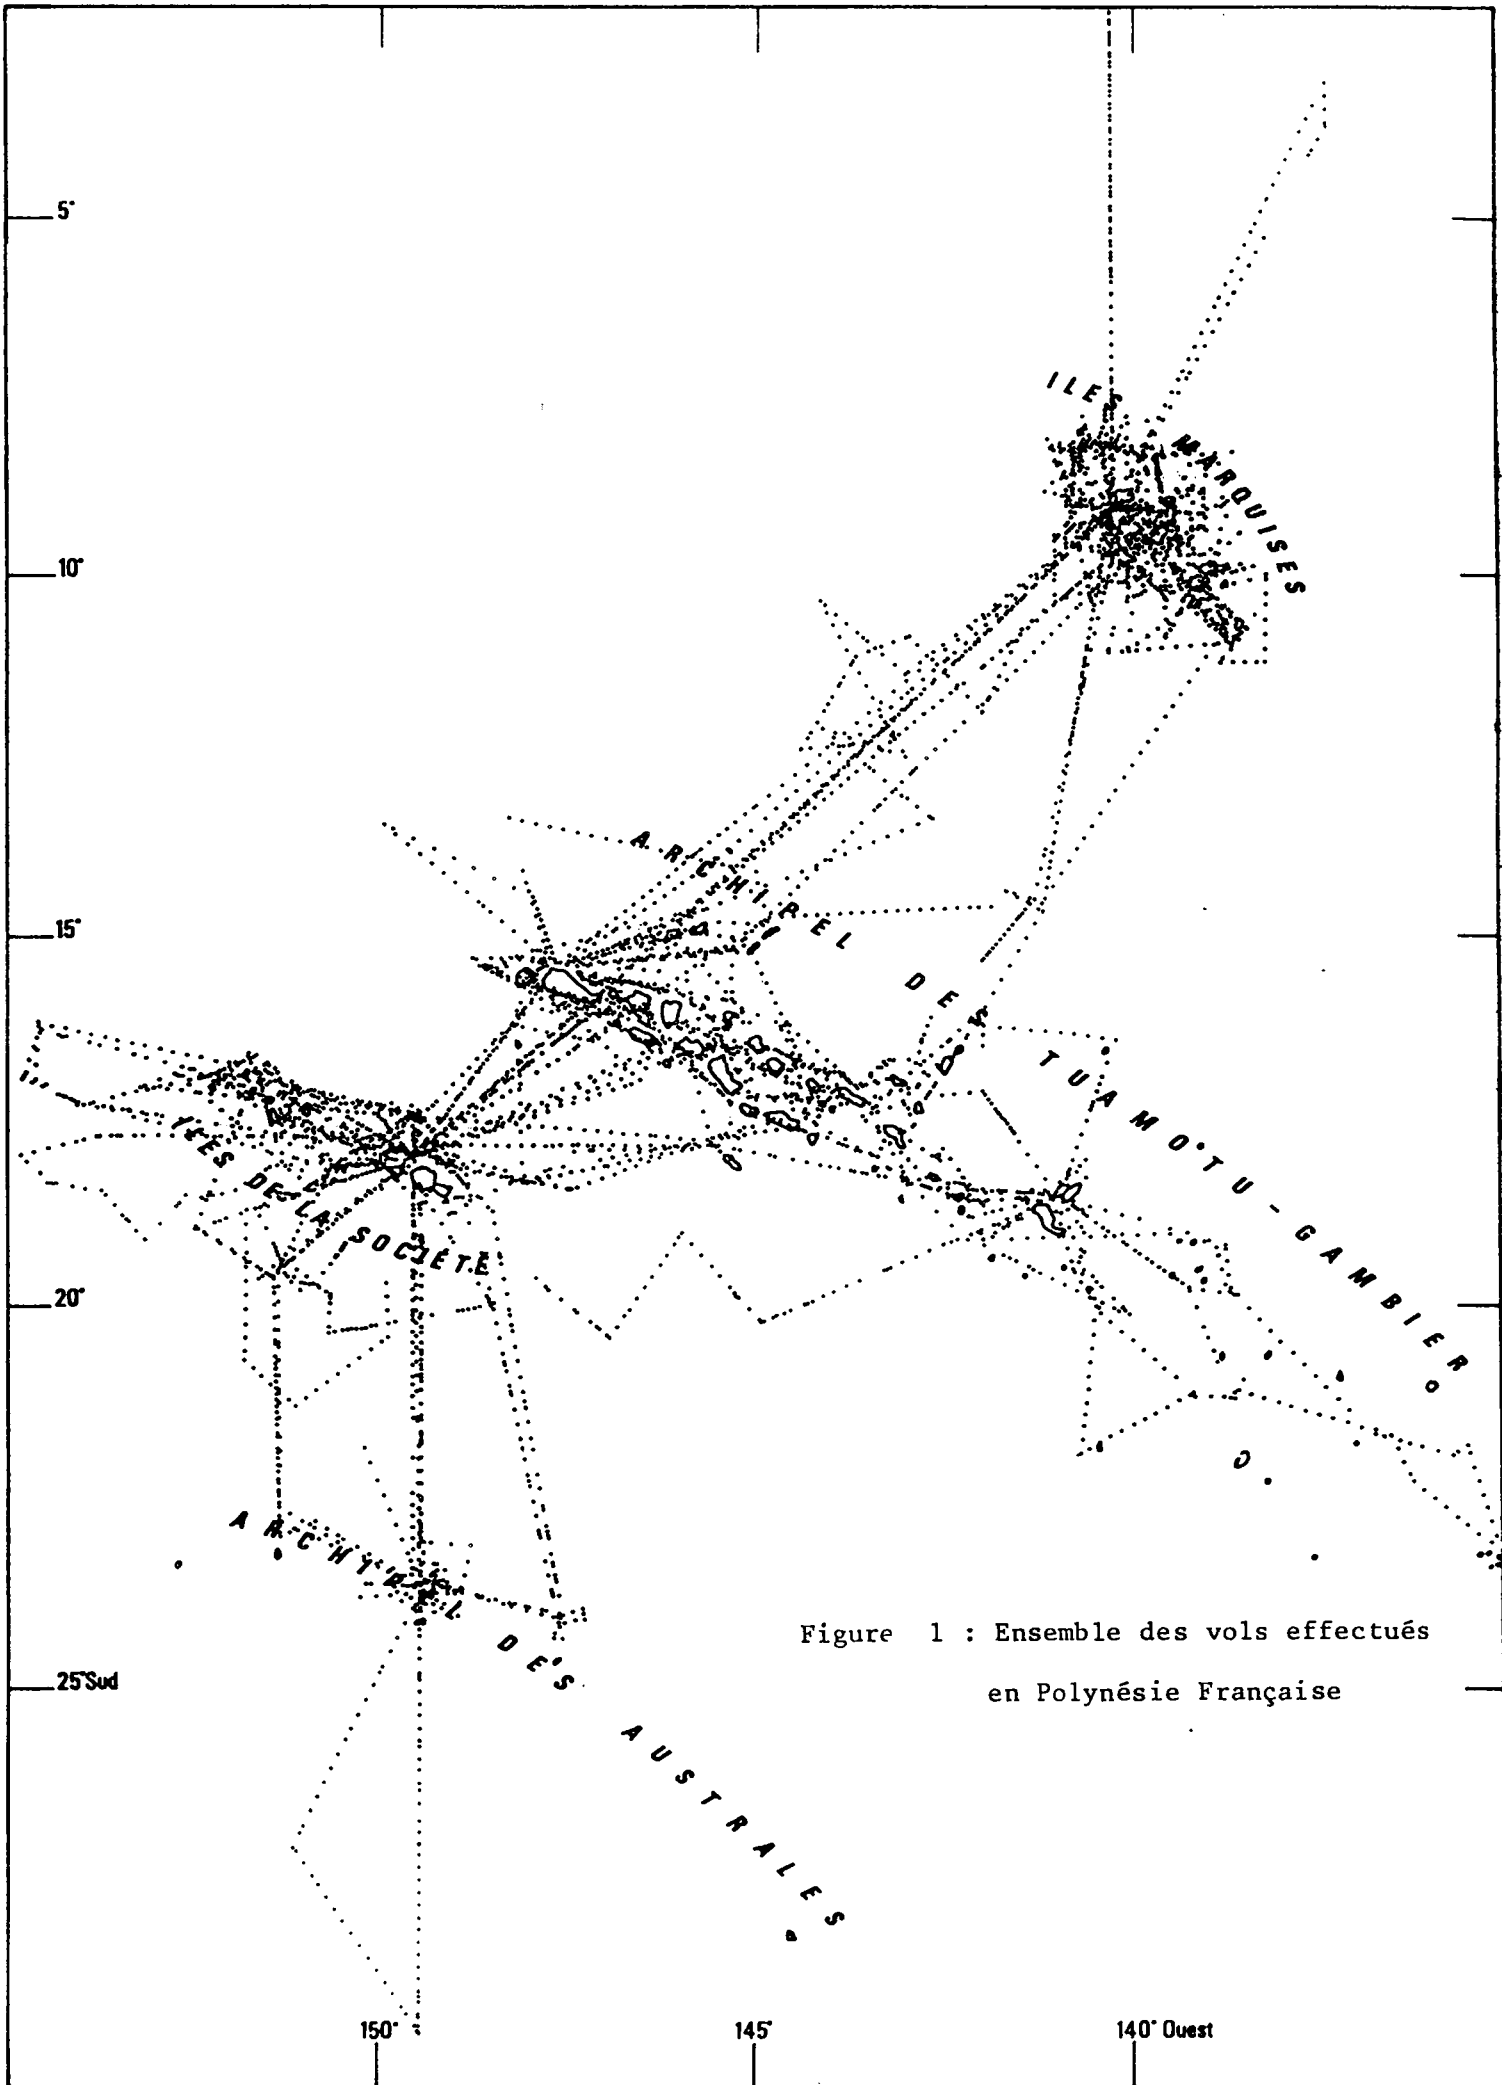 5°
ILES MARQUISES
10°
ARCHIPEL DES TUAMOTU - GAMBIER
15°
ILES DE LA SOCIÉTÉ
20°
ARCHIPEL DES AUSTRALES
Figure 1 : Ensemble des vols effectués
en Polynésie Française
25°Sud
150° 145° 140° Ouest